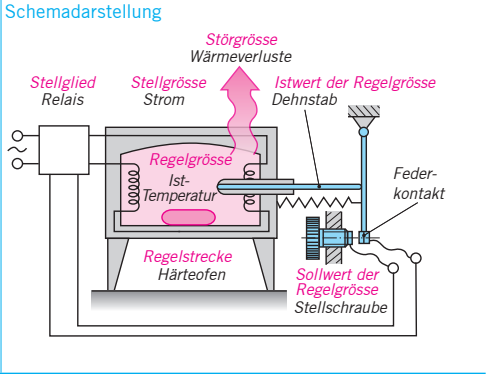 Schemadarstellung
Störgrösse
Wärmeverluste
Stellglied
Relais
Stellgrösse
Strom
Istwert der Regelgrösse
Dehnstab
Regelgrösse
Ist-
Temperatur
Feder-
kontakt
Regelstrecke
Härteofen
Sollwert der
Regelgrösse
Stellschraube